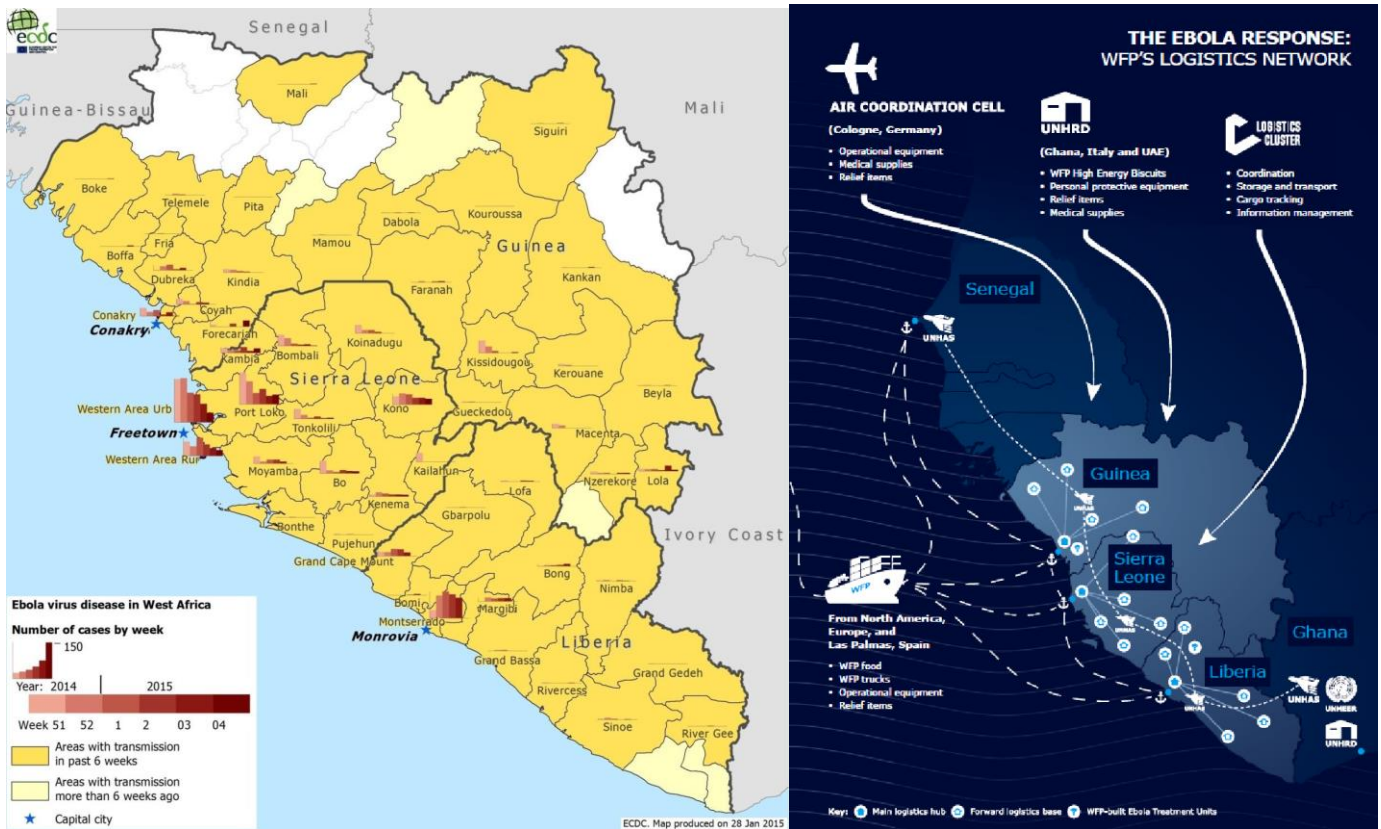 ecdc
Senegal
Guinea-Bissau
Mali
Mali
Siguiri
Boke
Telemele
Pita
Dabola
Kouroussa
Guinea
Fria
Mamou
Boffa
Dubreka
Kindia
Kankan
Faranah
Coyah
Conakry
Conakry
Forecariah
Koinadugu
Kambia
Bombali
Kissidougou
Sierra Leone
Kerouane
Beyla
Western Area Urb
Port Loko
Kono
Gueckedou
Tonkolili
Freetown
Macenta
Western Area Rur
Moyamba
Kailahun
Bo
Nzerekore
Lola
Kenema
Lofa
Bonthe
Gbarpolu
Ivory Coast
Pujehun
Grand Cape Mount
Bong
Nimba
Bomi
Margibi
Montserrado
Monrovia
Liberia
Grand Bassa
Grand Gedeh
Rivercess
Sinoe
River Gee
Ebola virus disease in West Africa
Number of cases by week
150
Year: 2014 2015
Week 51 52 1 2 03 04
Areas with transmission
in past 6 weeks
Areas with transmission
more than 6 weeks ago
Capital city
ECDC. Map produced on 28 Jan 2015
THE EBOLA RESPONSE:
WFP'S LOGISTICS NETWORK
AIR COORDINATION CELL
(Cologne, Germany)
• Operational equipment
• Medical supplies
• Relief items
UNHRD
(Ghana, Italy and UAE)
• WFP High Energy Biscuits
• Personal protective equipment
• Relief items
• Medical supplies
LOGISTICS
CLUSTER
• Coordination
• Storage and transport
• Cargo tracking
• Information management
Senegal
UNHAS
Guinea
UNHAS
Sierra
Leone
WFP
UNHAS
From North America,
Europe, and
Las Palmas, Spain
• WFP food
• WFP trucks
• Operational equipment
• Relief items
Ghana
Liberia
UNHAS
UNHAS
UNMEER
UNHRD
Key: Main logistics hub Forward logistics base WFP-built Ebola Treatment Units